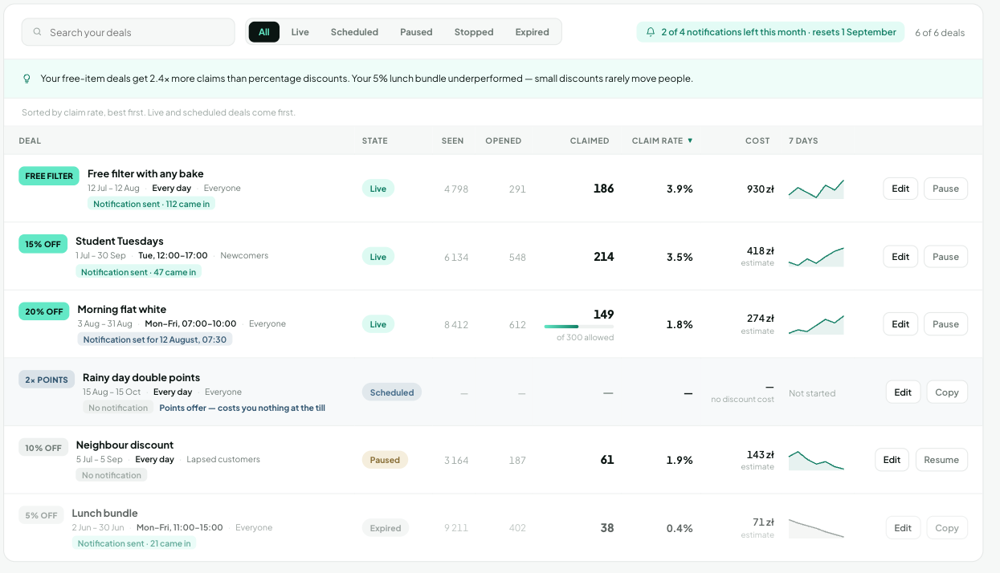 Search your deals
All Live Scheduled Paused Stopped Expired
2 of 4 notifications left this month · resets 1 September
6 of 6 deals
Your free-item deals get 2.4× more claims than percentage discounts. Your 5% lunch bundle underperformed — small discounts rarely move people.
Sorted by claim rate, best first. Live and scheduled deals come first.
DEAL STATE SEEN OPENED CLAIMED CLAIM RATE ▼ COST 7 DAYS
FREE FILTER Free filter with any bake
12 Jul – 12 Aug · Every day · Everyone
Notification sent · 112 came in
Live 4 798 291 186 3.9% 930 zł Edit Pause
15% OFF Student Tuesdays
1 Jul – 30 Sep · Tue, 12:00–17:00 · Newcomers
Notification sent · 47 came in
Live 6 134 548 214 3.5% 418 zł Edit Pause
estimate
20% OFF Morning flat white
3 Aug – 31 Aug · Mon–Fri, 07:00–10:00 · Everyone
Notification set for 12 August, 07:30
Live 8 412 612 149 1.8% 274 zł Edit Pause
of 300 allowed estimate
2× POINTS Rainy day double points
15 Aug – 15 Oct · Every day · Everyone
No notification Points offer — costs you nothing at the till
Scheduled — — — — — Not started Edit Copy
no discount cost
10% OFF Neighbour discount
5 Jul – 5 Sep · Every day · Lapsed customers
No notification
Paused 3 164 187 61 1.9% 143 zł Edit Resume
estimate
5% OFF Lunch bundle
2 Jun – 30 Jun · Mon–Fri, 11:00–15:00 · Everyone
Notification sent · 21 came in
Expired 9 211 402 38 0.4% 71 zł Edit Copy
estimate